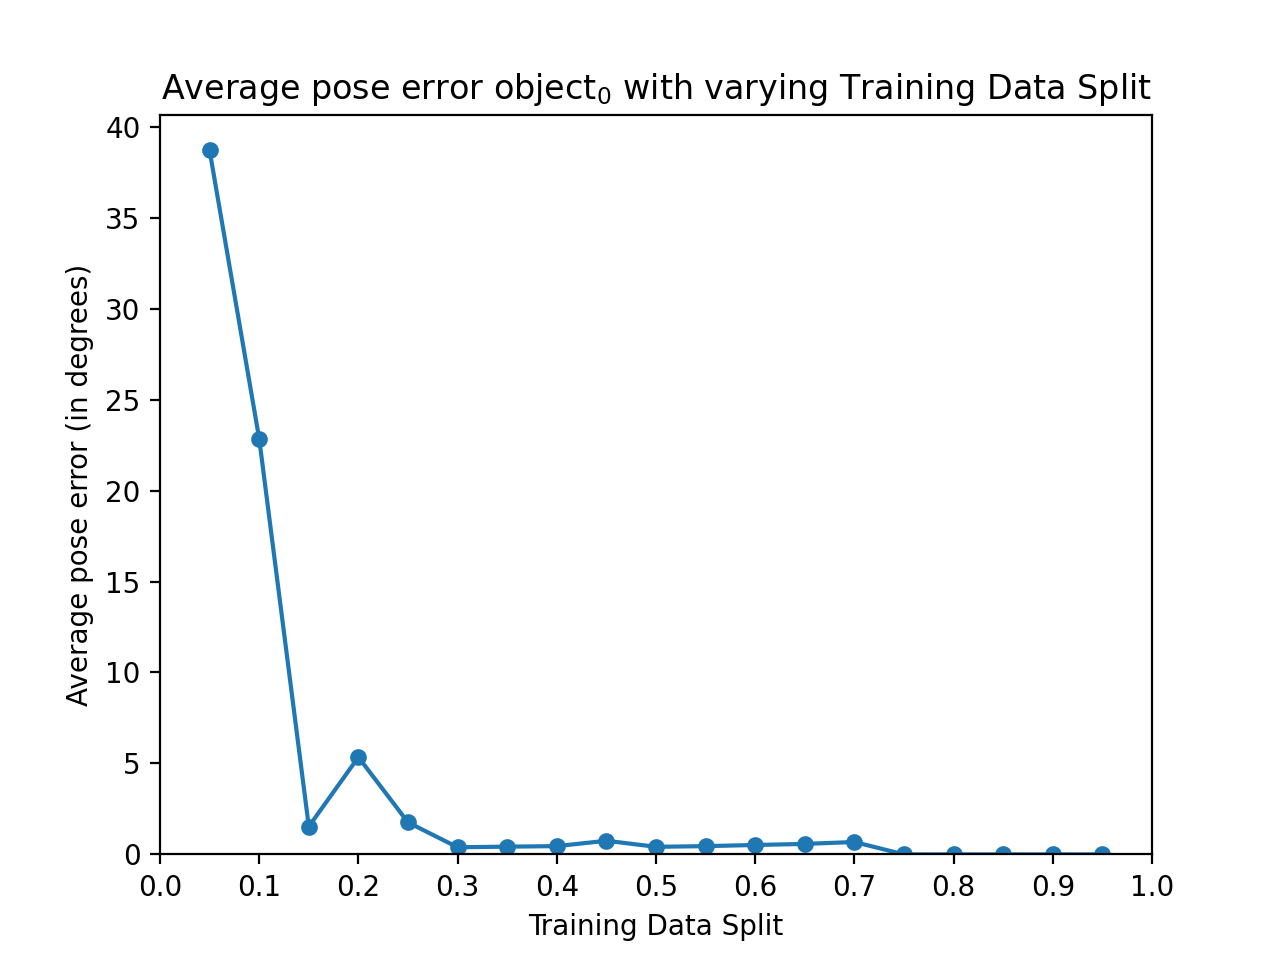 Average pose error object₀ with varying Training Data Split
40
35
30
25
20
15
10
5
0
Average pose error (in degrees)
0.0 0.1 0.2 0.3 0.4 0.5 0.6 0.7 0.8 0.9 1.0
Training Data Split